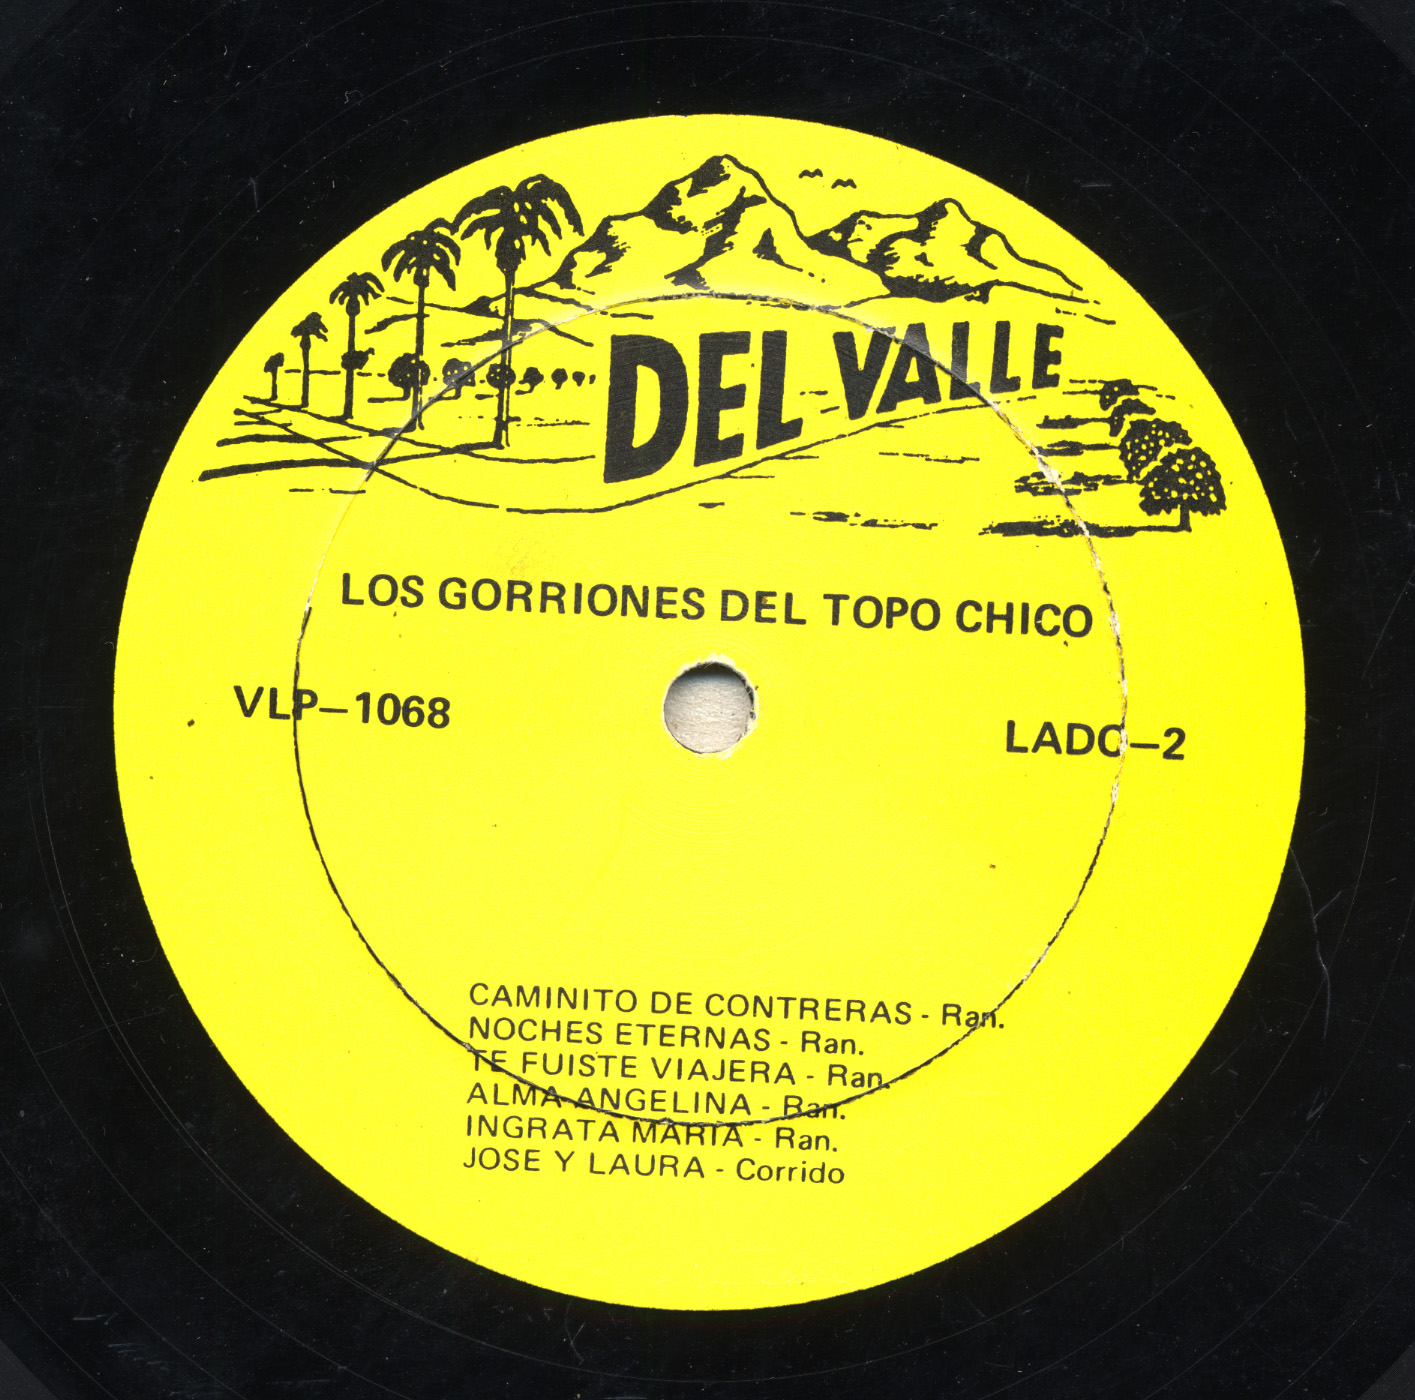 DEL VALLE
LOS GORRIONES DEL TOPO CHICO
VLP-1068
LADO-2
CAMINITO DE CONTRERAS - Ran.
NOCHES ETERNAS - Ran.
TE FUISTE VIAJERA - Ran.
ALMA ANGELINA - Ran.
INGRATA MARIA - Ran.
JOSE Y LAURA - Corrido